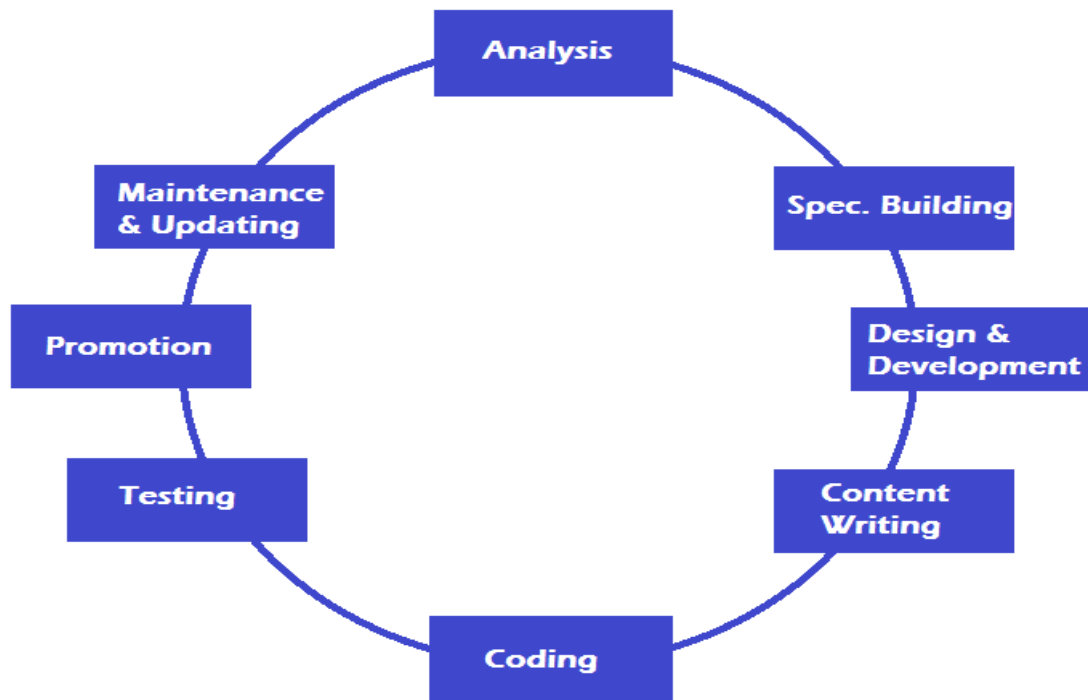 Analysis
Spec. Building
Design &
Development
Content
Writing
Coding
Testing
Promotion
Maintenance
& Updating